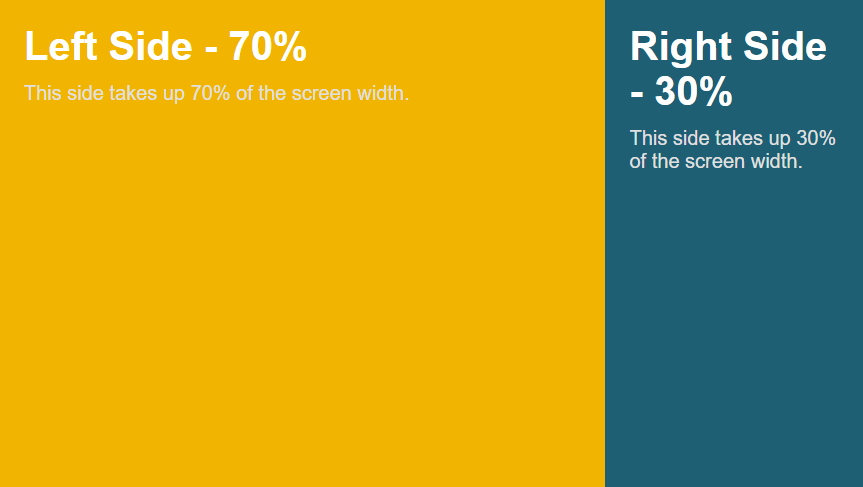 Left Side - 70%
This side takes up 70% of the screen width.
Right Side
- 30%
This side takes up 30%
of the screen width.